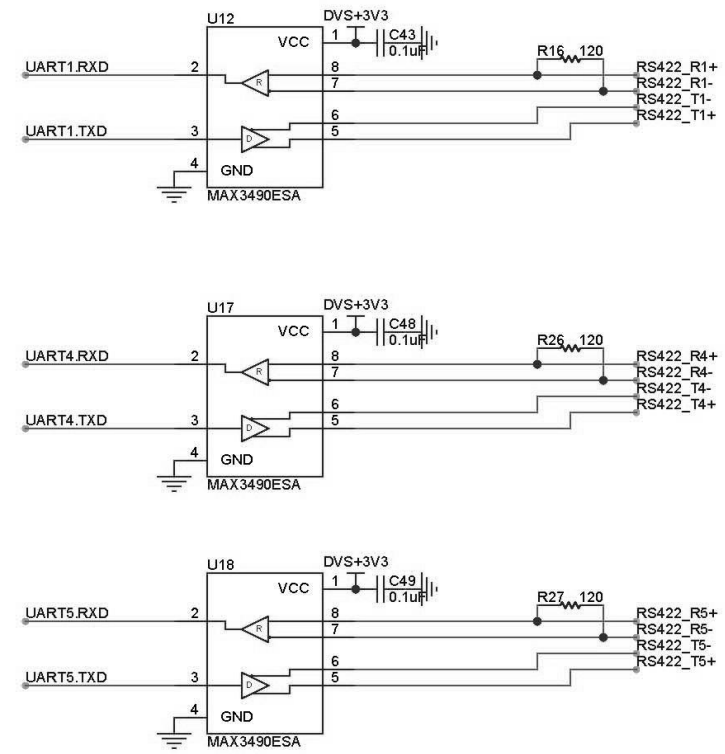 U12
DVS+3V3
VCC 1 C43
0.1uF
R16 120
UART1.RXD 2 R 8 RS422_R1+
7 RS422_R1-
6 RS422_T1-
UART1.TXD 3 D 5 RS422_T1+
4 GND
MAX3490ESA
U17
DVS+3V3
VCC 1 C48
0.1uF
R26 120
UART4.RXD 2 R 8 RS422_R4+
7 RS422_R4-
6 RS422_T4-
UART4.TXD 3 D 5 RS422_T4+
4 GND
MAX3490ESA
U18
DVS+3V3
VCC 1 C49
0.1uF
R27 120
UART5.RXD 2 R 8 RS422_R5+
7 RS422_R5-
6 RS422_T5-
UART5.TXD 3 D 5 RS422_T5+
4 GND
MAX3490ESA